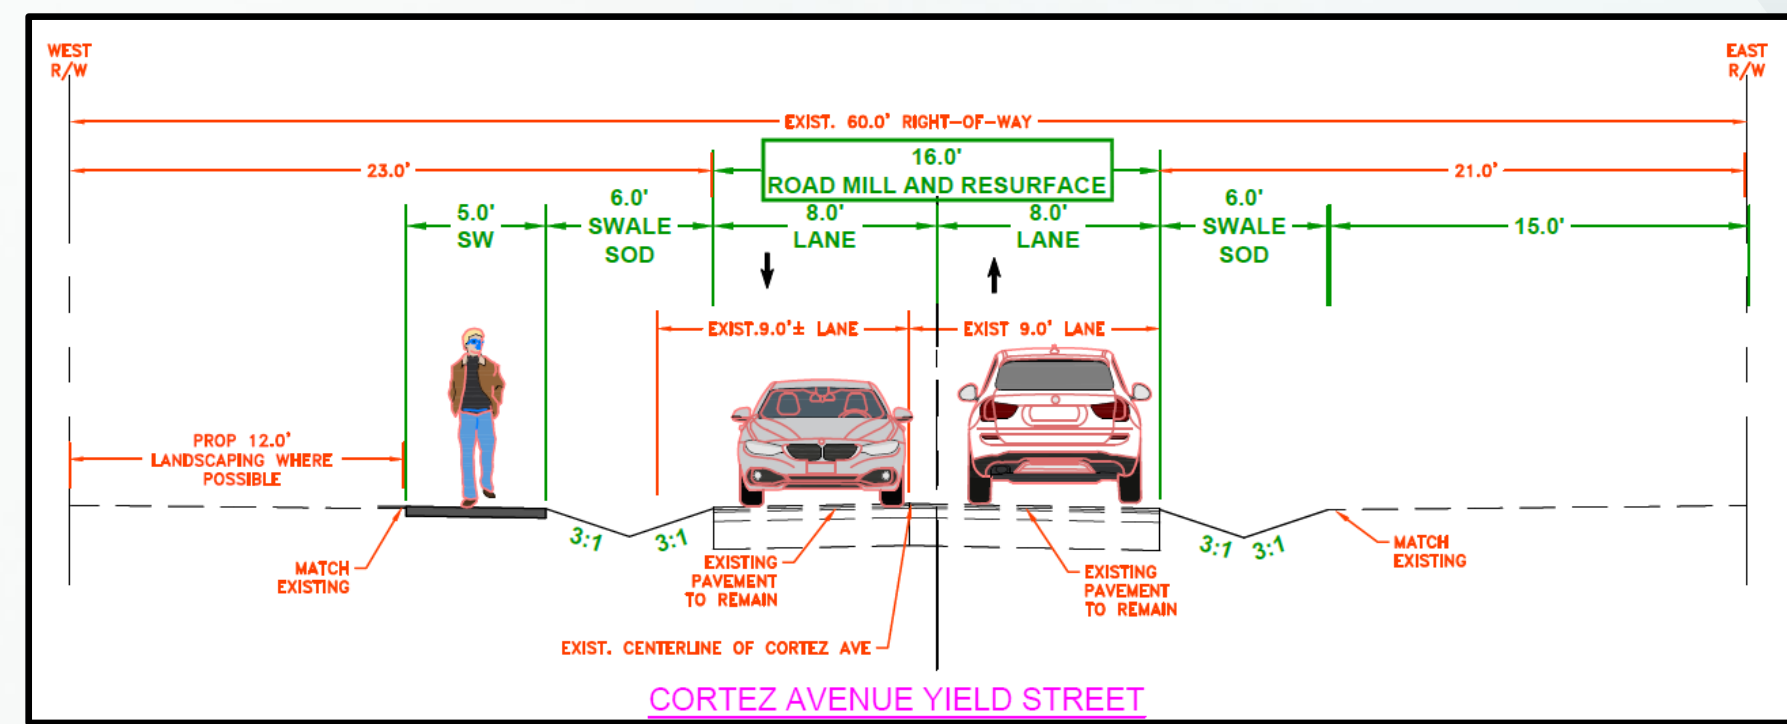 WEST
R/W
EAST
R/W
EXIST. 60.0' RIGHT-OF-WAY
23.0'
16.0'
ROAD MILL AND RESURFACE
21.0'
5.0'
SW
6.0'
SWALE
SOD
8.0'
LANE
8.0'
LANE
6.0'
SWALE
SOD
15.0'
EXIST.9.0'± LANE
EXIST 9.0' LANE
PROP 12.0'
LANDSCAPING WHERE
POSSIBLE
3:1
3:1
3:1
3:1
MATCH
EXISTING
EXISTING
PAVEMENT
TO REMAIN
EXISTING
PAVEMENT
TO REMAIN
MATCH
EXISTING
EXIST. CENTERLINE OF CORTEZ AVE
CORTEZ AVENUE YIELD STREET